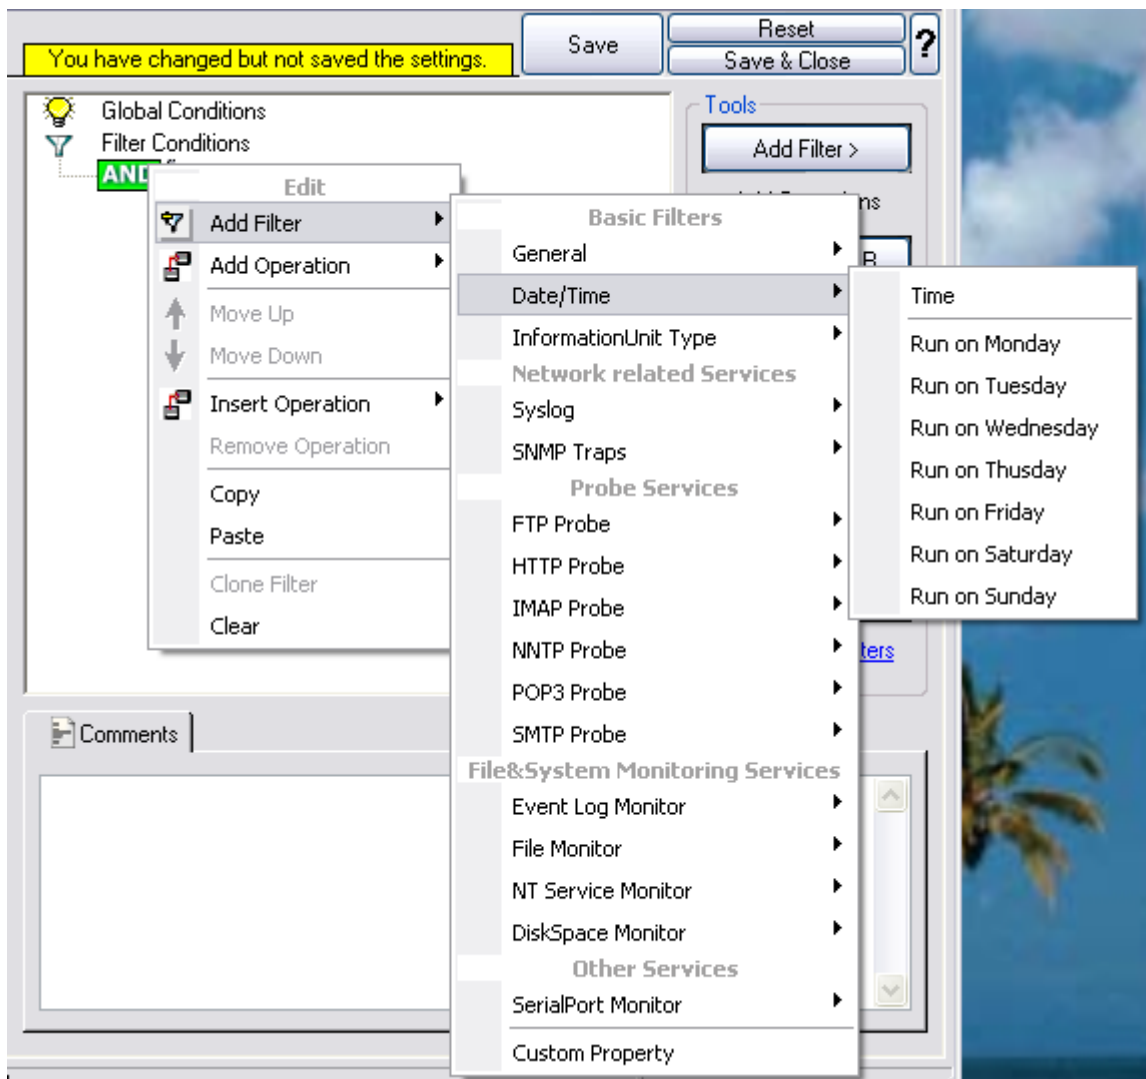 You have changed but not saved the settings.
Save
Reset
Save & Close
?
Global Conditions
Filter Conditions
AND
Tools
Add Filter >
Edit
Add Filter
Add Operation
Move Up
Move Down
Insert Operation
Remove Operation
Copy
Paste
Clone Filter
Clear
Basic Filters
General
Date/Time
InformationUnit Type
Network related Services
Syslog
SNMP Traps
Probe Services
FTP Probe
HTTP Probe
IMAP Probe
NNTP Probe
POP3 Probe
SMTP Probe
File&System Monitoring Services
Event Log Monitor
File Monitor
NT Service Monitor
DiskSpace Monitor
Other Services
SerialPort Monitor
Custom Property
Time
Run on Monday
Run on Tuesday
Run on Wednesday
Run on Thusday
Run on Friday
Run on Saturday
Run on Sunday
Comments